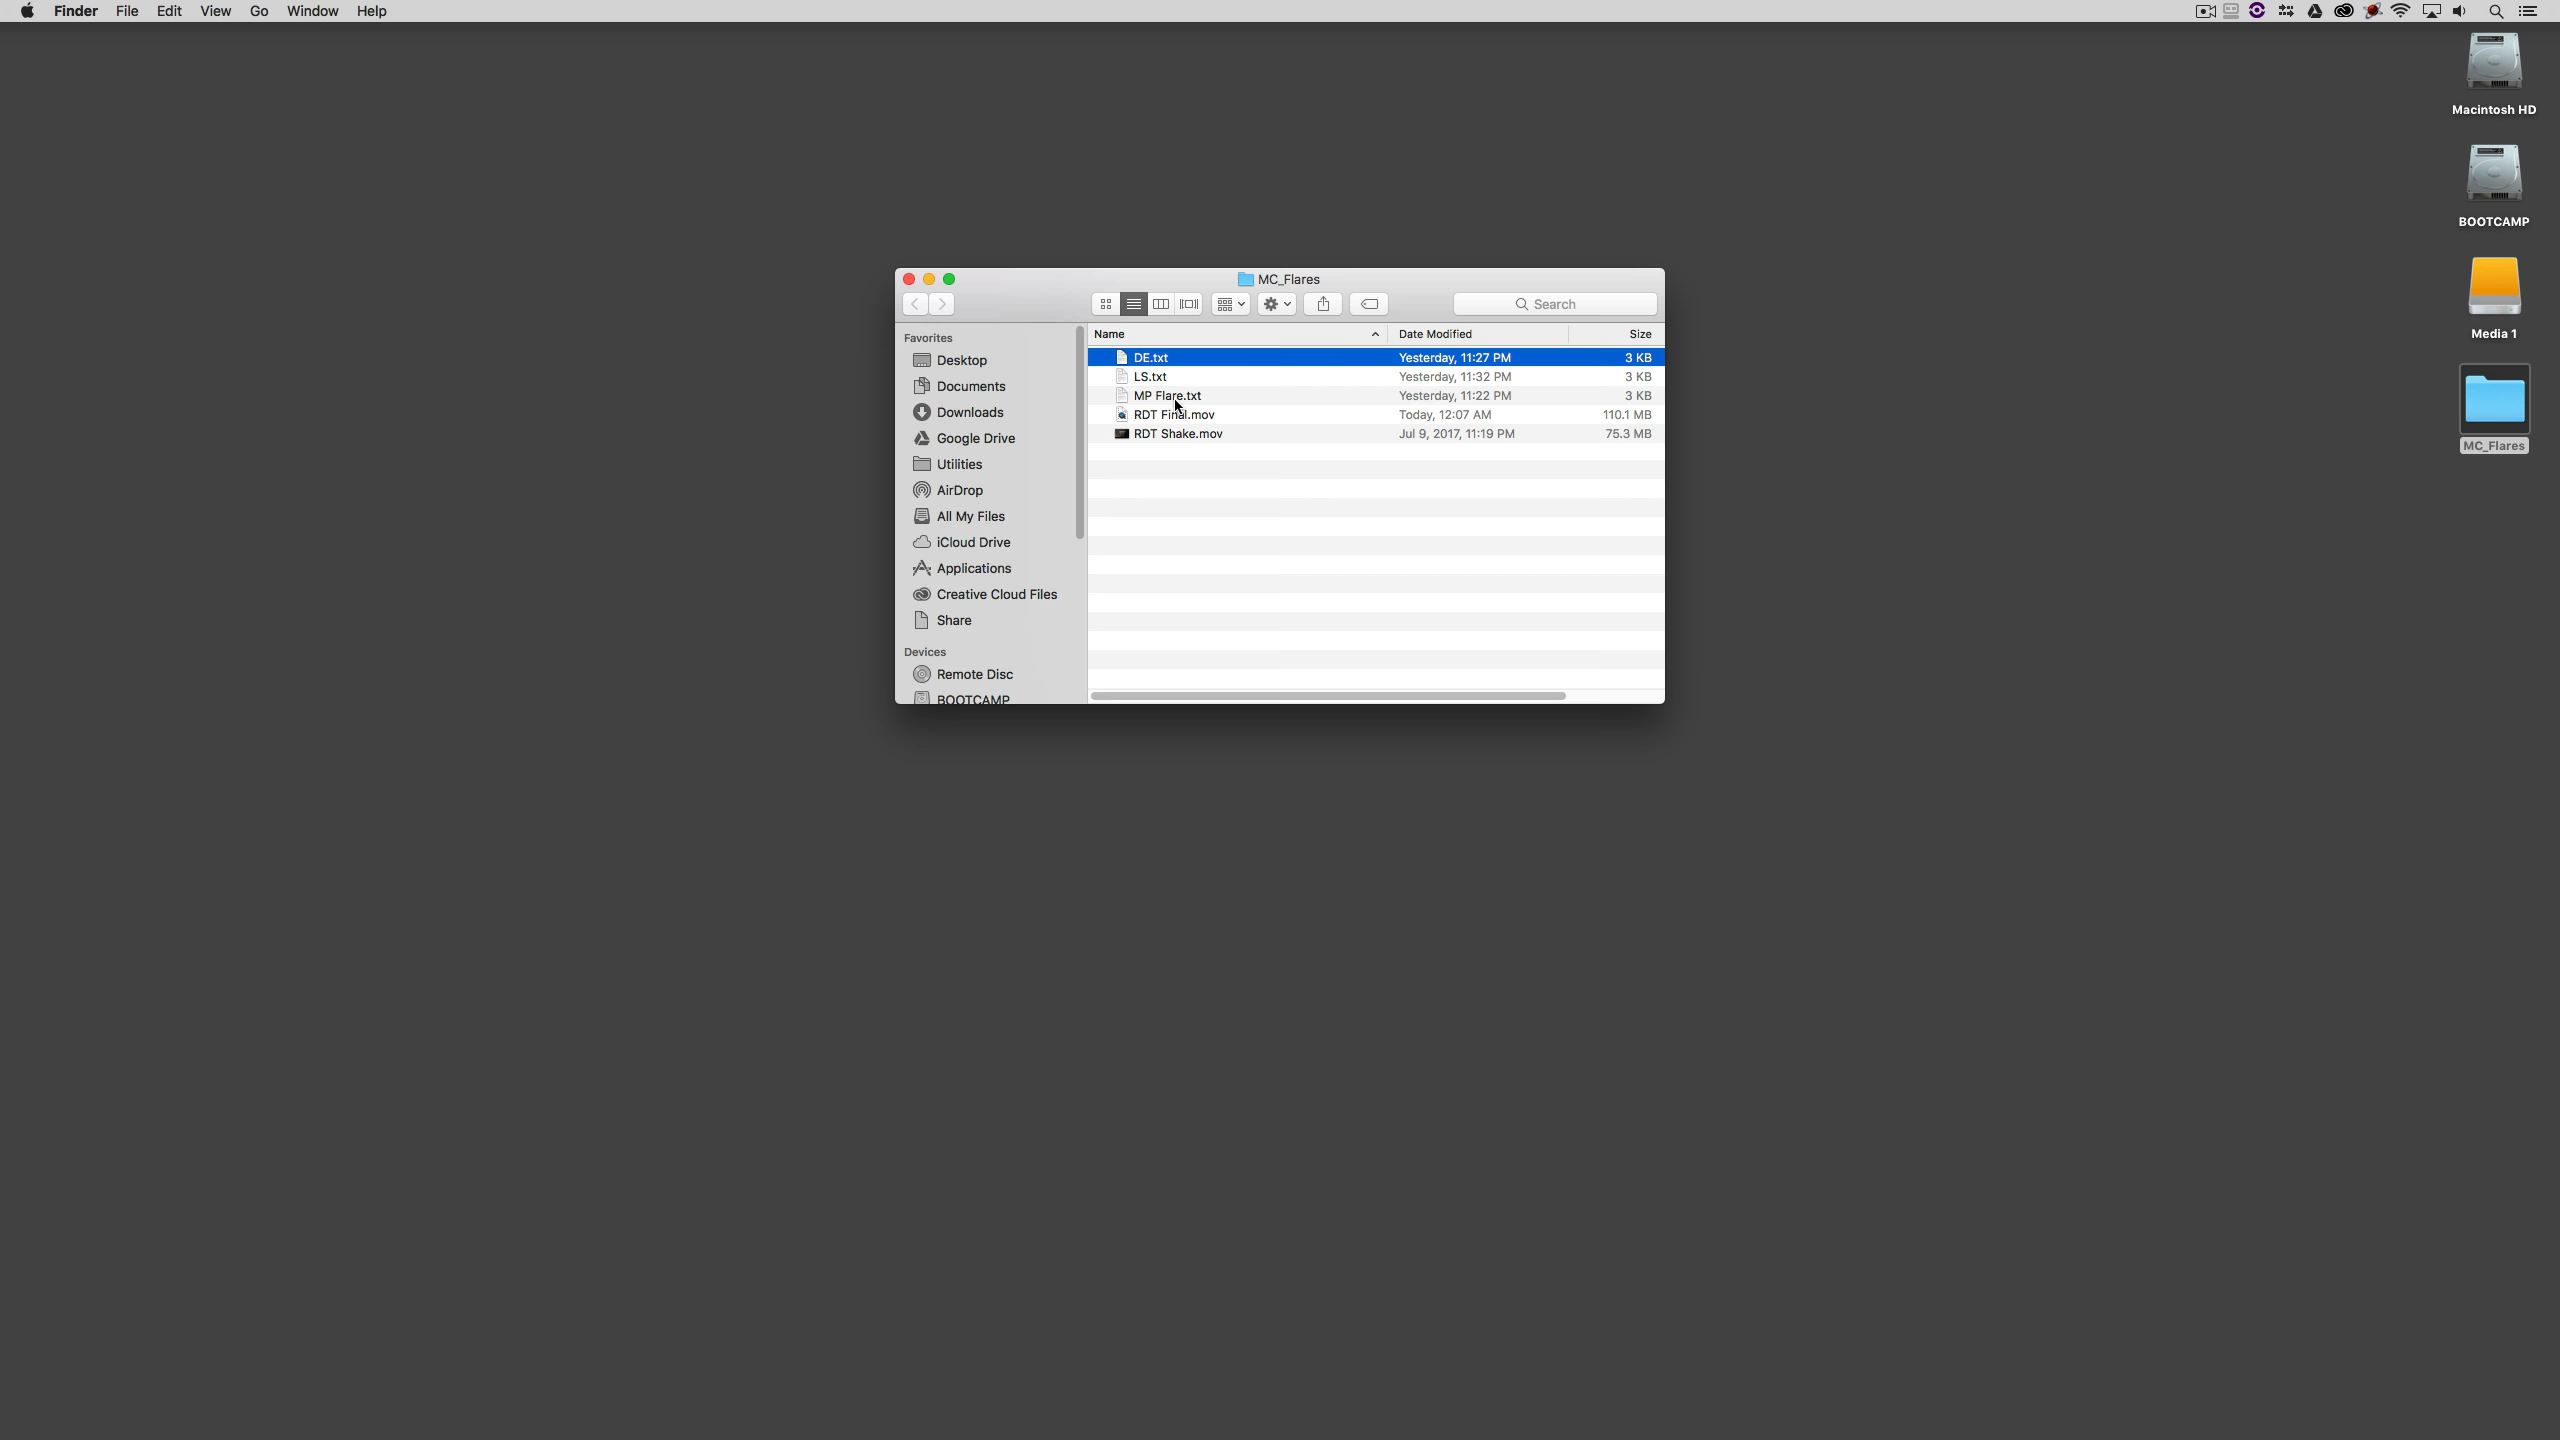 Finder File Edit View Go Window Help
Macintosh HD
BOOTCAMP
Media 1
MC_Flares
MC_Flares
Search
Favorites
Desktop
Documents
Downloads
Google Drive
Utilities
AirDrop
All My Files
iCloud Drive
Applications
Creative Cloud Files
Share
Devices
Remote Disc
BOOTCAMP
Name Date Modified Size
DE.txt Yesterday, 11:27 PM 3 KB
LS.txt Yesterday, 11:32 PM 3 KB
MP Flare.txt Yesterday, 11:22 PM 3 KB
RDT Final.mov Today, 12:07 AM 110.1 MB
RDT Shake.mov Jul 9, 2017, 11:19 PM 75.3 MB